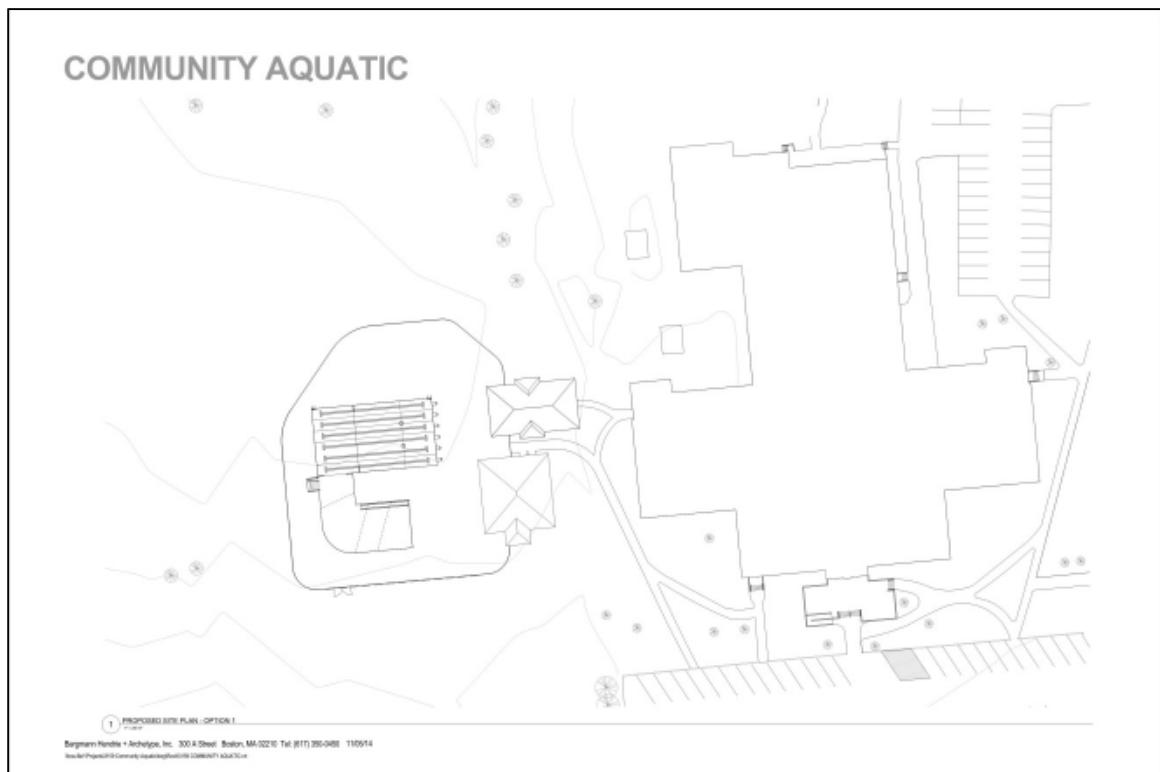 COMMUNITY AQUATIC
1 PROPOSED SITE PLAN - OPTION 1
Bargmann Hendrie + Archetype, Inc. 300 A Street Boston, MA 02210 Tel: (617) 350-0450 11/05/14